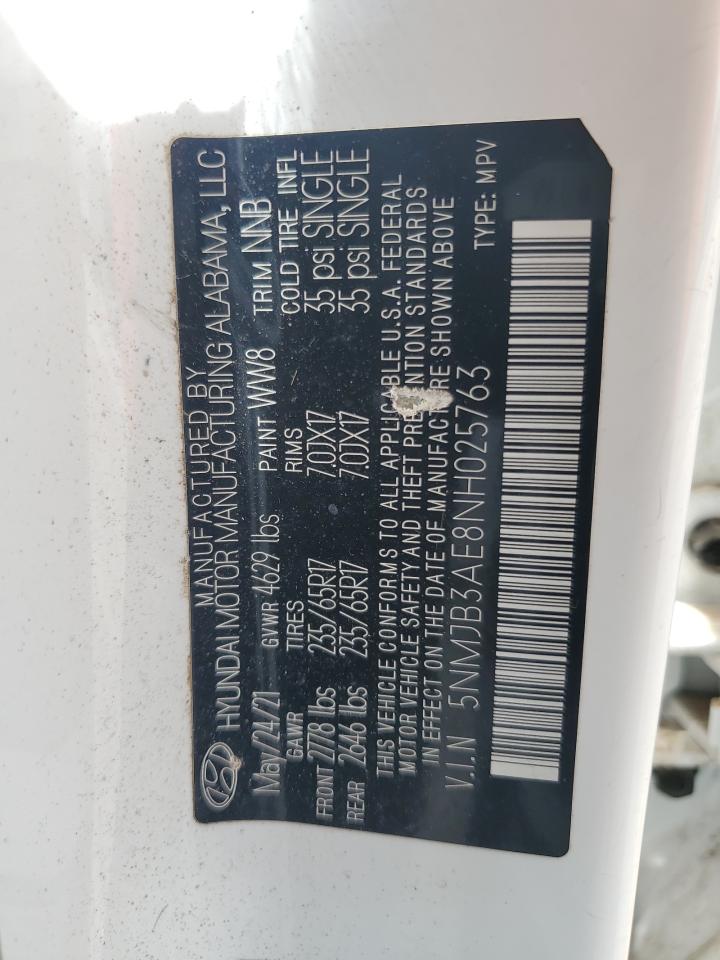 MANUFACTURED BY
HYUNDAI MOTOR MANUFACTURING ALABAMA, LLC
May/24/21 GVWR 4629 lbs PAINT WW8 TRIM NNB
GAWR TIRES RIMS COLD TIRE INFL
FRONT 2778 lbs 235/65R17 7.0JX17 35 psi SINGLE
REAR 2646 lbs 235/65R17 7.0JX17 35 psi SINGLE
THIS VEHICLE CONFORMS TO ALL APPLICABLE U.S.A. FEDERAL
MOTOR VEHICLE SAFETY AND THEFT PREVENTION STANDARDS
IN EFFECT ON THE DATE OF MANUFACTURE SHOWN ABOVE
V.I.N 5NMJB3AE8NH025763 TYPE: MPV